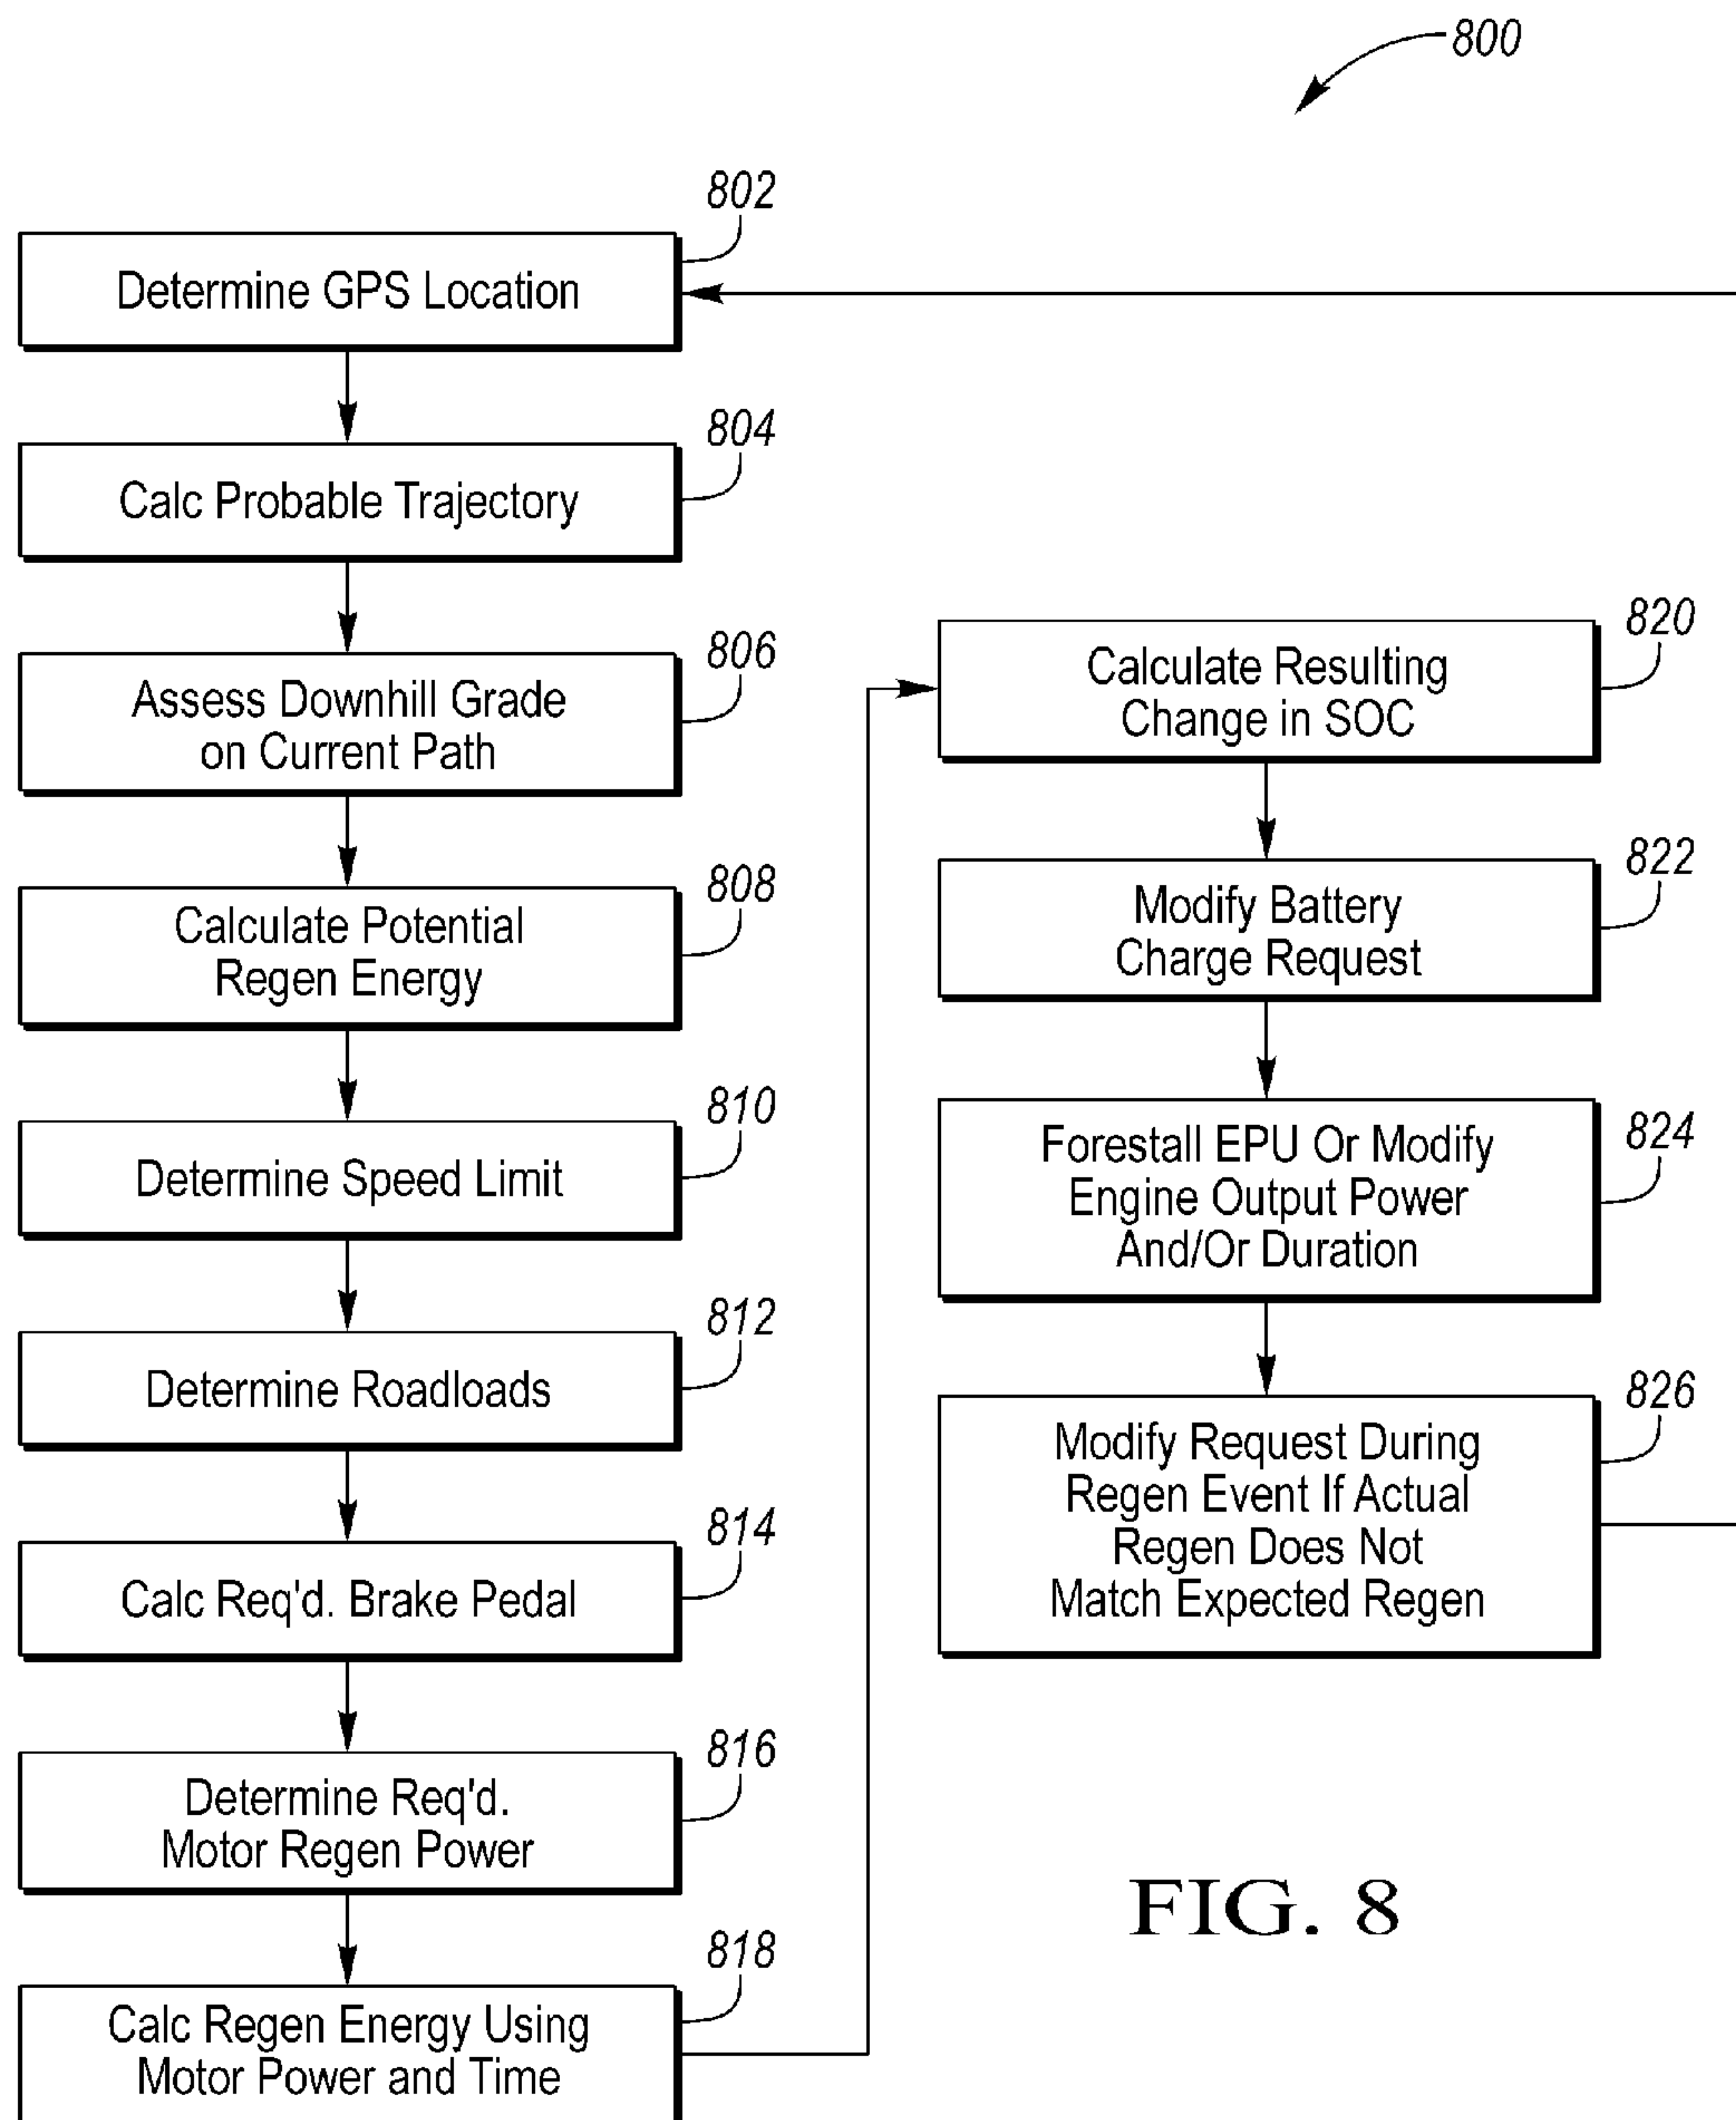 800
802
Determine GPS Location
804
Calc Probable Trajectory
806
Assess Downhill Grade
on Current Path
808
Calculate Potential
Regen Energy
810
Determine Speed Limit
812
Determine Roadloads
814
Calc Req'd. Brake Pedal
816
Determine Req'd.
Motor Regen Power
818
Calc Regen Energy Using
Motor Power and Time
820
Calculate Resulting
Change in SOC
822
Modify Battery
Charge Request
824
Forestall EPU Or Modify
Engine Output Power
And/Or Duration
826
Modify Request During
Regen Event If Actual
Regen Does Not
Match Expected Regen
FIG. 8